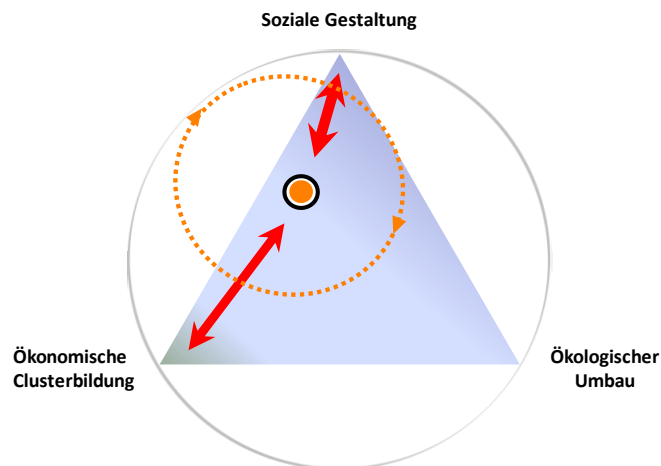 Soziale Gestaltung
Ökonomische
Clusterbildung
Ökologischer
Umbau